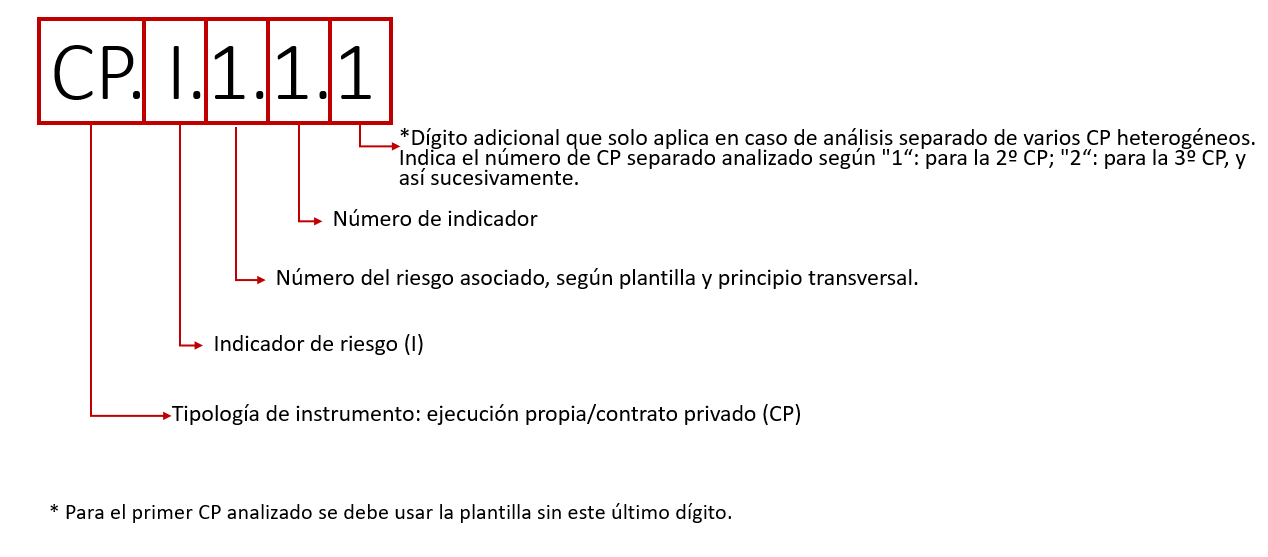 CP. I.1.1.1
*Dígito adicional que solo aplica en caso de análisis separado de varios CP heterogéneos.
Indica el número de CP separado analizado según "1“: para la 2º CP; "2“: para la 3º CP, y
así sucesivamente.
Número de indicador
Número del riesgo asociado, según plantilla y principio transversal.
Indicador de riesgo (I)
Tipología de instrumento: ejecución propia/contrato privado (CP)
* Para el primer CP analizado se debe usar la plantilla sin este último dígito.